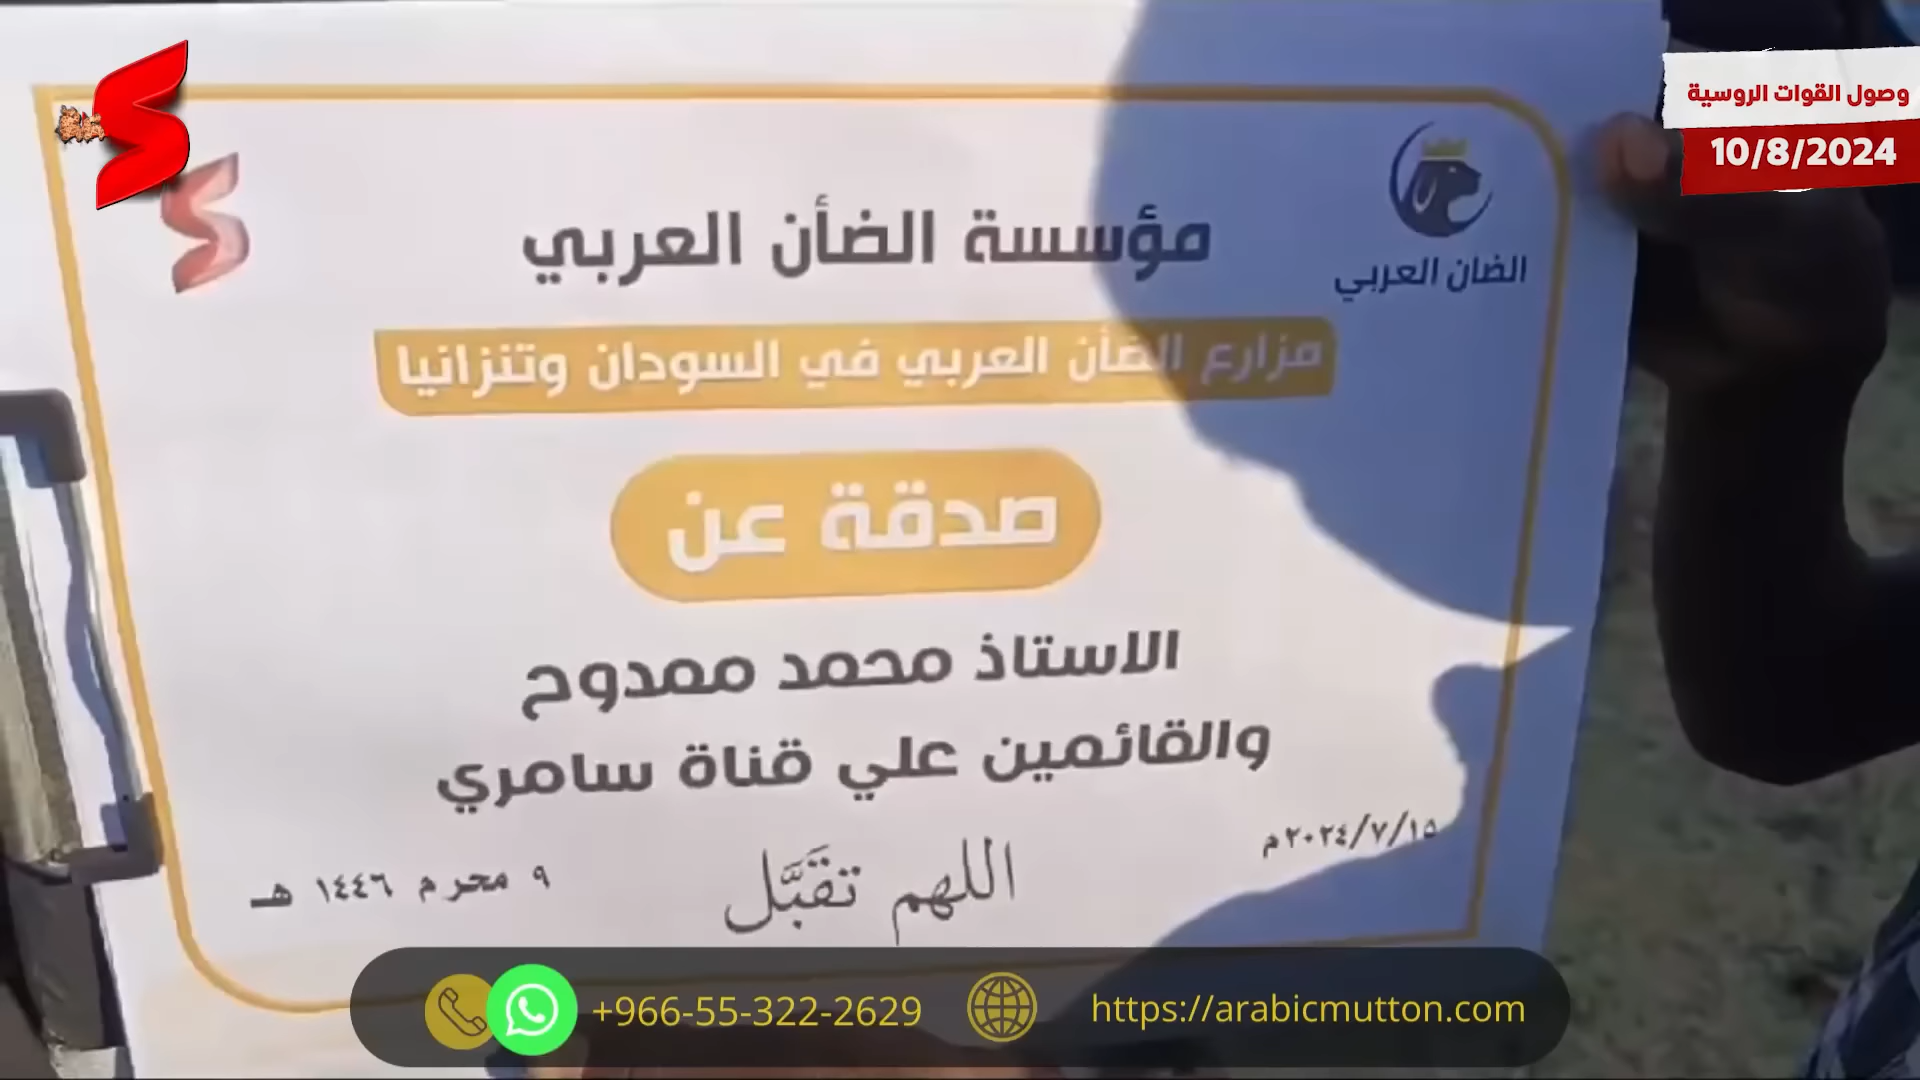 وصول القوات الروسية
10/8/2024
الضان العربي
مؤسسة الضأن العربي
مزارع الضأن العربي في السودان وتنزانيا
صدقة عن
الاستاذ محمد ممدوح
والقائمين علي قناة سامري
٢٠٢٤/٧/١٥م
اللهم تقبَّل
٩ محرم ١٤٤٦ هـ
+966-55-322-2629
https://arabicmutton.com